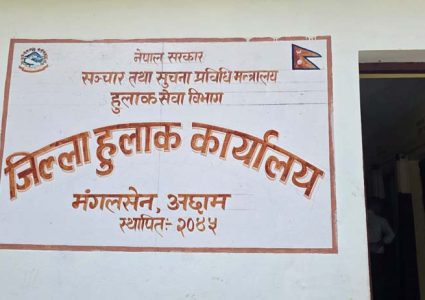 नेपाल सरकार
सञ्चार तथा सूचना प्रविधि मन्त्रालय
हुलाक सेवा विभाग
जिल्ला हुलाक कार्यालय
मंगलसेन, अछाम
स्थापितः- २०४५